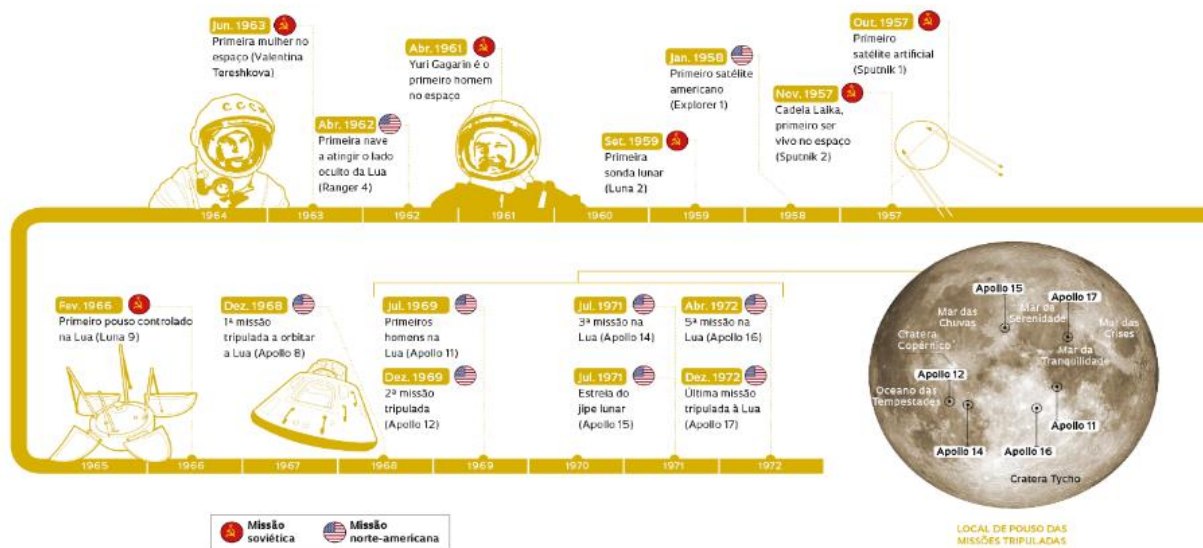 Out. 1957
Primeiro
satélite artificial
(Sputnik 1)
Nov. 1957
Cadela Laika,
primeiro ser
vivo no espaço
(Sputnik 2)
Jan. 1958
Primeiro satélite
americano
(Explorer 1)
Set. 1959
Primeira
sonda lunar
(Luna 2)
Abr. 1961
Yuri Gagarin é o
primeiro homem
no espaço
Abr. 1962
Primeira nave
a atingir o lado
oculto da Lua
(Ranger 4)
Jun. 1963
Primeira mulher no
espaço (Valentina
Tereshkova)
CCCP
1964 1963 1962 1961 1960 1959 1958 1957
Fev. 1966
Primeiro pouso controlado
na Lua (Luna 9)
Dez. 1968
1ª missão
tripulada a orbitar
a Lua (Apollo 8)
Jul. 1969
Primeiros
homens na
Lua (Apollo 11)
Dez. 1969
2ª missão
tripulada
(Apollo 12)
Jul. 1971
3ª missão na
Lua (Apollo 14)
Jul. 1971
Estreia do
jipe lunar
(Apollo 15)
Abr. 1972
5ª missão na
Lua (Apollo 16)
Dez. 1972
Última missão
tripulada à Lua
(Apollo 17)
1965 1966 1967 1968 1969 1970 1971 1972
Apollo 15
Apollo 17
Mar das
Chuvas
Mar da
Serenidade
Mar das
Crises
Cratera
Copérnico
Mar da
Tranquilidade
Apollo 12
Oceano das
Tempestades
Apollo 11
Apollo 14
Apollo 16
Cratera Tycho
LOCAL DE POUSO DAS
MISSÕES TRIPULADAS
Missão
soviética
Missão
norte-americana